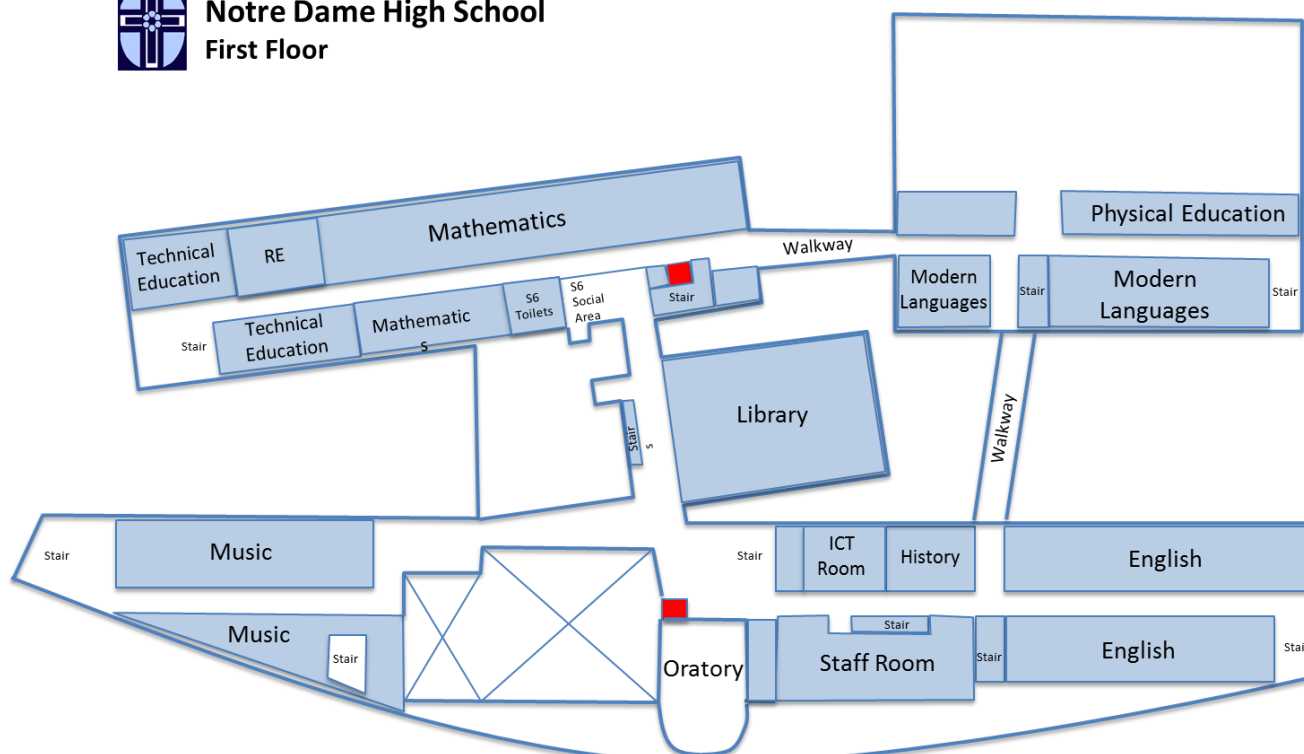 Notre Dame High School
First Floor
Mathematics
Physical Education
Technical
Education
RE
Walkway
Modern
Languages
Stair
Modern
Languages
Stair
S6
Social
Area
Stair
S6
Toilets
Mathematic
s
Technical
Education
Stair
Library
Walkway
Stair
s
Stair
Music
Stair
ICT
Room
History
English
Music
Stair
Oratory
Staff Room
Stair
Stair
English
Stai